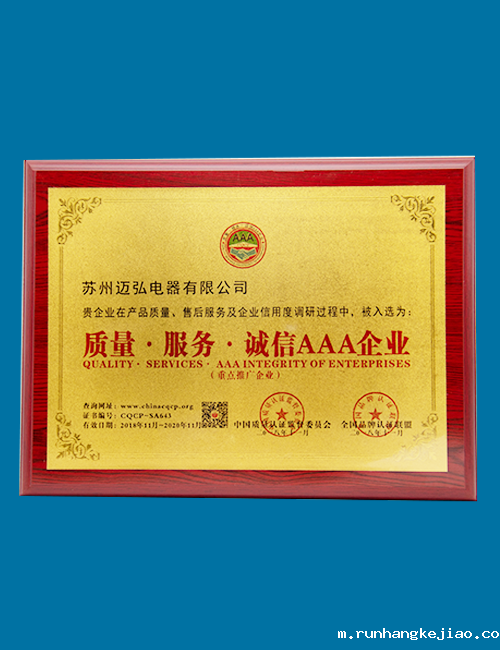 AAA
苏州迈弘电器有限公司
贵企业在产品质量、售后服务及企业信用度调研过程中，被入选为：
质量·服务·诚信AAA企业
QUALITY · SERVICES · AAA INTEGRITY OF ENTERPRISES
（重点推广企业）
查询网址：www.chinacqcp.org
证书编号：CQCP-SA643
有效日期：2018年11月-2020年11月
中国质量认证监督委员会 全国品牌认证联盟
m.runhangkejiao.co